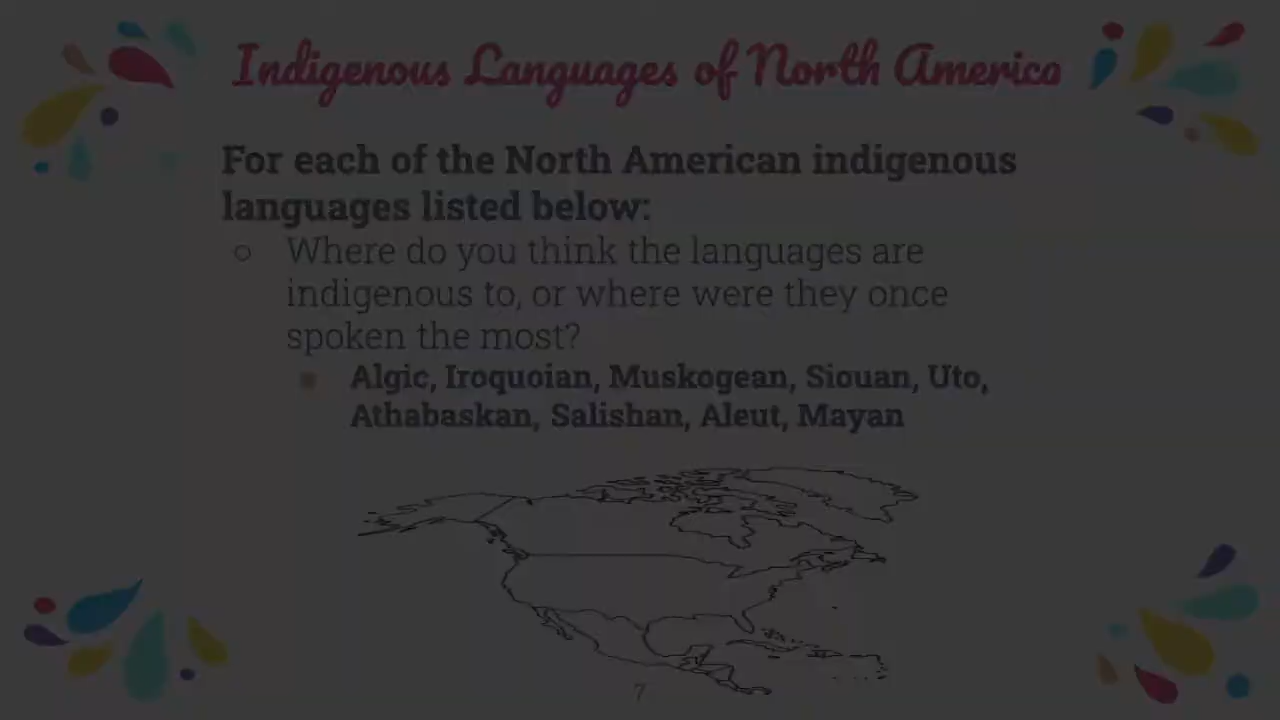 Indigenous Languages of North America
For each of the North American indigenous
languages listed below:
○ Where do you think the languages are
indigenous to, or where were they once
spoken the most?
■ Algic, Iroquoian, Muskogean, Siouan, Uto,
Athabaskan, Salishan, Aleut, Mayan
7